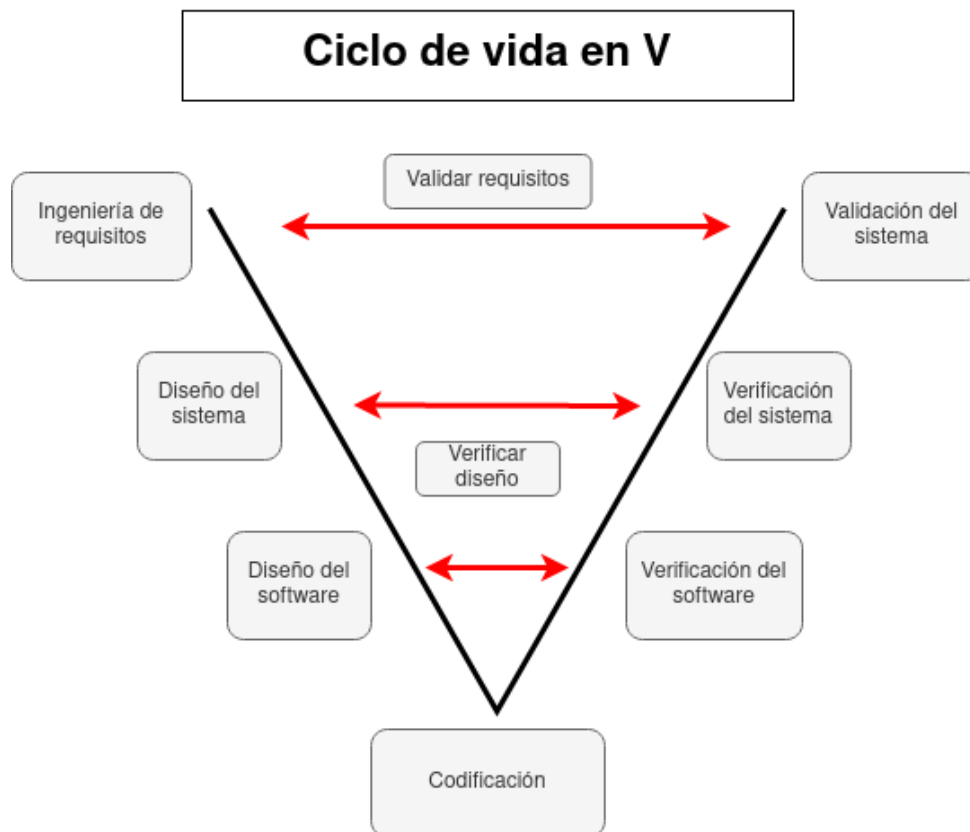 Ciclo de vida en V
Validar requisitos
Ingeniería de
requisitos
Validación del
sistema
Diseño del
sistema
Verificación
del sistema
Verificar
diseño
Diseño del
software
Verificación del
software
Codificación